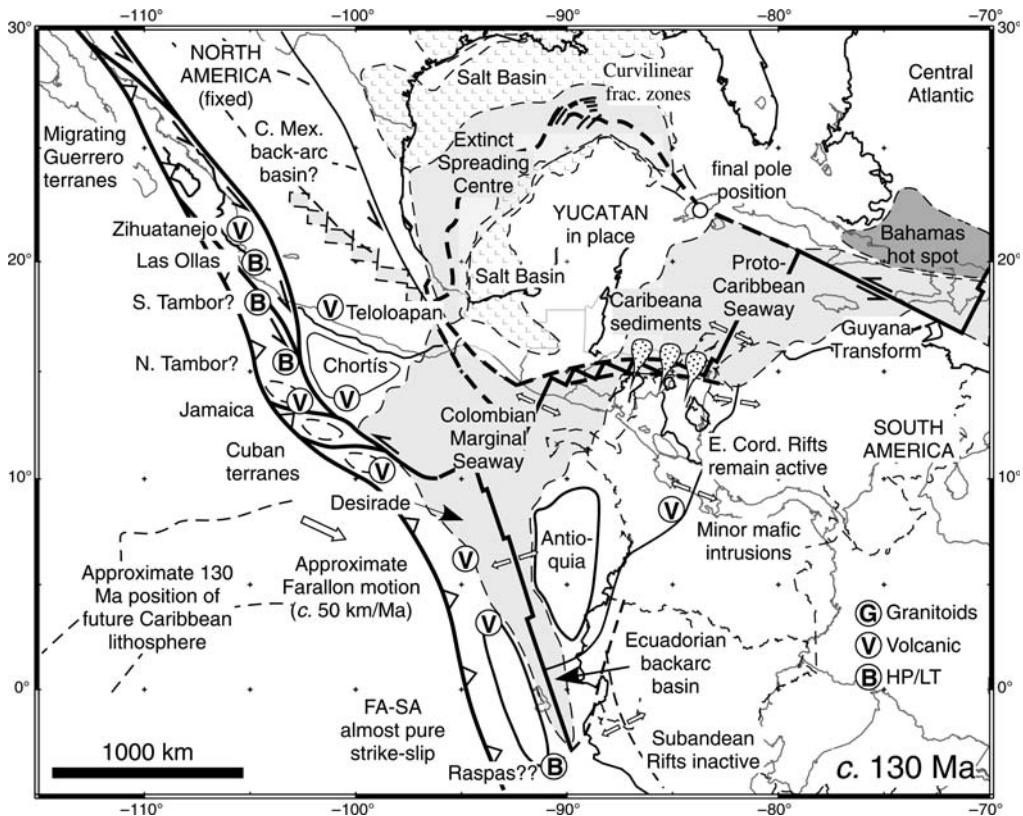 −110°
−100°
−90°
−80°
−70°
30°
30°
NORTH
AMERICA
(fixed)
Salt Basin
Curvilinear
frac. zones
Central
Atlantic
Migrating
Guerrero
terranes
C. Mex.
back-arc
basin?
Extinct
Spreading
Centre
final pole
position
Zihuatanejo
V
YUCATAN
in place
Bahamas
hot spot
20°
20°
Las Ollas
B
Salt Basin
Proto-
Caribbean
Seaway
S. Tambor?
B
V
Teloloapan
Caribeana
sediments
Guyana
Transform
N. Tambor?
B
Chortís
Jamaica
V
V
Colombian
Marginal
Seaway
SOUTH
AMERICA
Cuban
terranes
V
E. Cord. Rifts
remain active
10°
10°
Desirade
V
Minor mafic
intrusions
Antio-
quia
Approximate 130
Ma position of
future Caribbean
lithosphere
Approximate
Farallon motion
(c. 50 km/Ma)
V
V
G Granitoids
V Volcanic
B HP/LT
Ecuadorian
backarc
basin
0°
0°
FA-SA
almost pure
strike-slip
Subandean
Rifts inactive
1000 km
Raspas??
B
c. 130 Ma
−110°
−100°
−90°
−80°
−70°